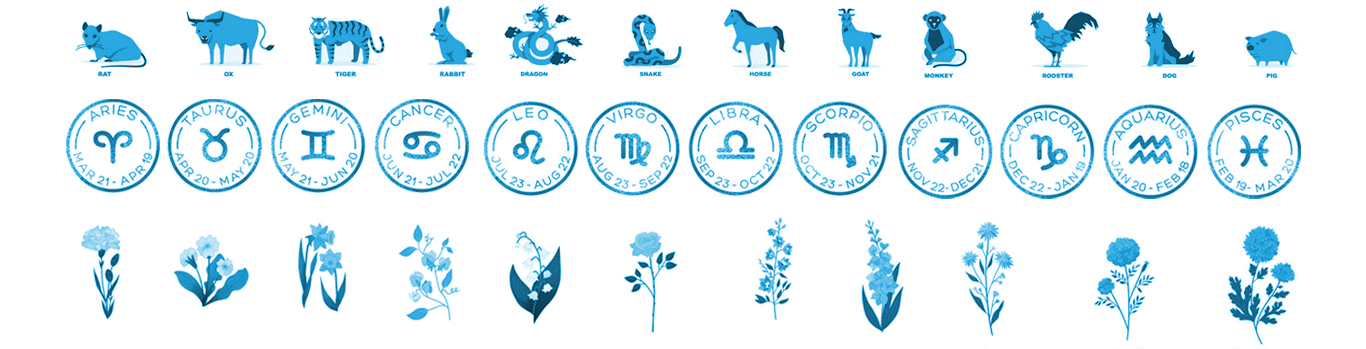 RAT
OX
TIGER
RABBIT
DRAGON
SNAKE
HORSE
GOAT
MONKEY
ROOSTER
DOG
PIG
ARIES
MAR 21 - APR 19
TAURUS
APR 20 - MAY 20
GEMINI
MAY 21 - JUN 20
CANCER
JUN 21 - JUL 22
LEO
JUL 23 - AUG 22
VIRGO
AUG 23 - SEP 22
LIBRA
SEP 23 - OCT 22
SCORPIO
OCT 23 - NOV 21
SAGITTARIUS
NOV 22 - DEC 21
CAPRICORN
DEC 22 - JAN 19
AQUARIUS
JAN 20 - FEB 18
PISCES
FEB 19 - MAR 20